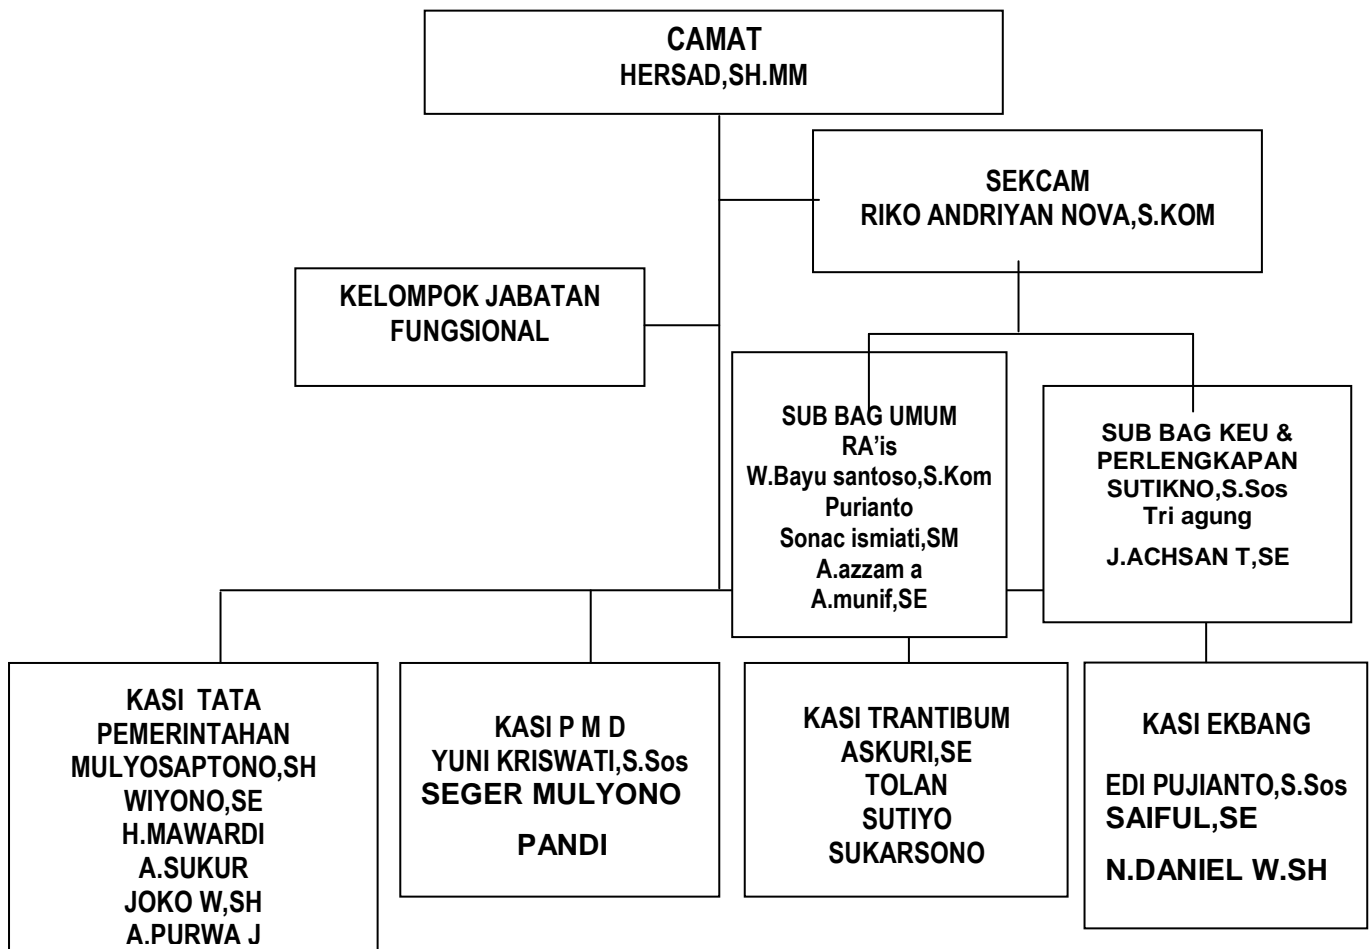 CAMAT
HERSAD,SH.MM
SEKCAM
RIKO ANDRIYAN NOVA,S.KOM
KELOMPOK JABATAN
FUNGSIONAL
SUB BAG UMUM
RA’is
W.Bayu santoso,S.Kom
Purianto
Sonac ismiati,SM
A.azzam a
A.munif,SE
SUB BAG KEU &
PERLENGKAPAN
SUTIKNO,S.Sos
Tri agung
J.ACHSAN T,SE
KASI TATA
PEMERINTAHAN
MULYOSAPTONO,SH
WIYONO,SE
H.MAWARDI
A.SUKUR
JOKO W,SH
A.PURWA J
KASI P M D
YUNI KRISWATI,S.Sos
SEGER MULYONO
PANDI
KASI TRANTIBUM
ASKURI,SE
TOLAN
SUTIYO
SUKARSONO
KASI EKBANG
EDI PUJIANTO,S.Sos
SAIFUL,SE
N.DANIEL W.SH